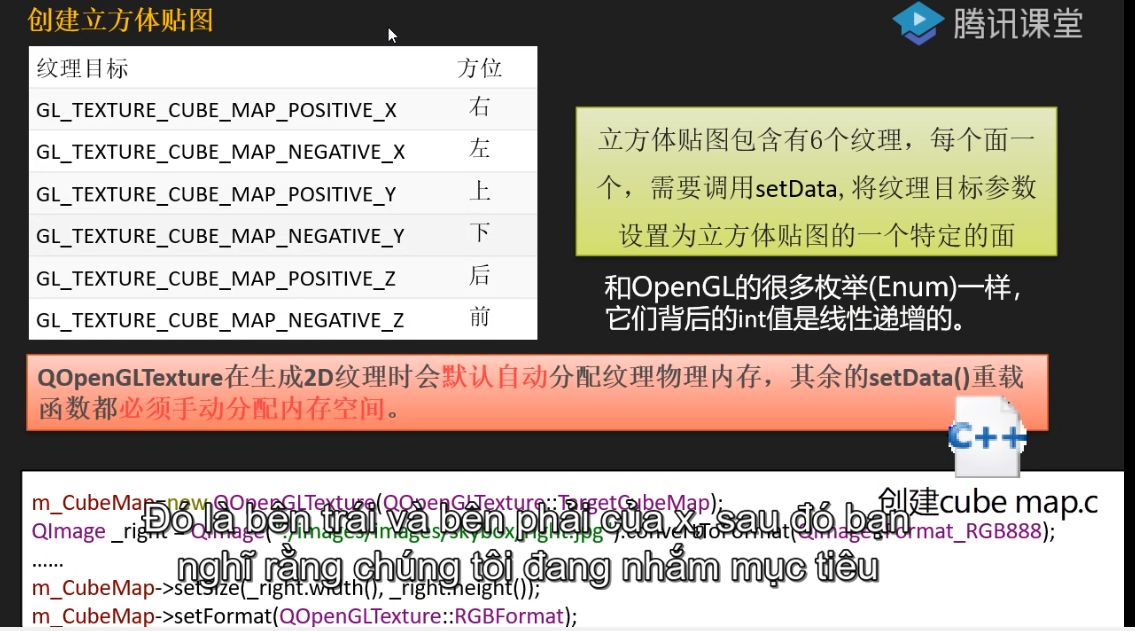 创建立方体贴图
腾讯课堂
纹理目标 方位
GL_TEXTURE_CUBE_MAP_POSITIVE_X 右
GL_TEXTURE_CUBE_MAP_NEGATIVE_X 左
GL_TEXTURE_CUBE_MAP_POSITIVE_Y 上
GL_TEXTURE_CUBE_MAP_NEGATIVE_Y 下
GL_TEXTURE_CUBE_MAP_POSITIVE_Z 后
GL_TEXTURE_CUBE_MAP_NEGATIVE_Z 前
立方体贴图包含有6个纹理，每个面一
个，需要调用setData, 将纹理目标参数
设置为立方体贴图的一个特定的面
和OpenGL的很多枚举(Enum)一样，
它们背后的int值是线性递增的。
QOpenGLTexture在生成2D纹理时会默认自动分配纹理物理内存，其余的setData()重载
函数都必须手动分配内存空间。
C++
创建cube map.c
m_CubeMap=new QOpenGLTexture(QOpenGLTexture::TargetCubeMap);
QImage _right = QImage( /images/images/skybox/right.jpg ).convertToFormat(QImage::Format_RGB888);
......
m_CubeMap->setSize(_right.width(), _right.height());
m_CubeMap->setFormat(QOpenGLTexture::RGBFormat);
Đó là bên trái và bên phải của x, sau đó bạn
nghĩ rằng chúng tôi đang nhắm mục tiêu